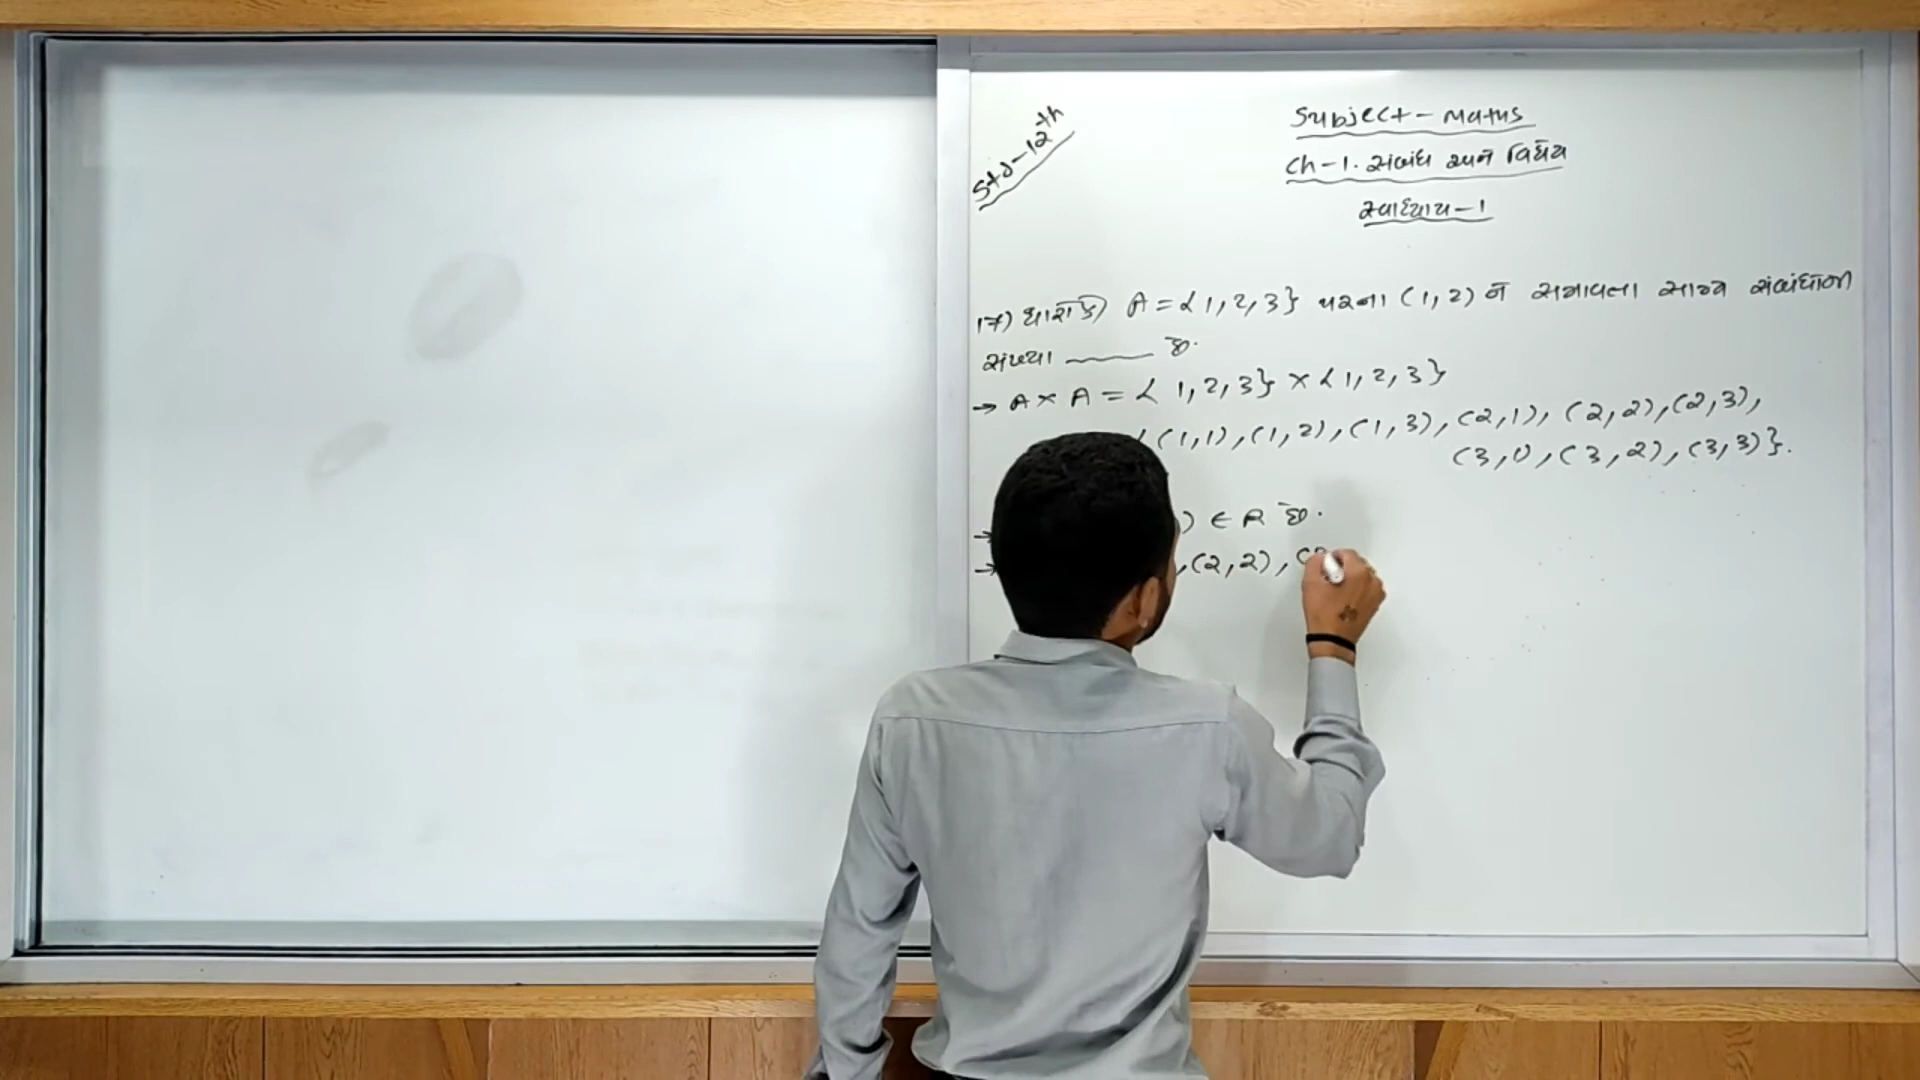 Std-12th
Subject - Maths
Ch-1. સંબંધ અને વિધેય
સ્વાધ્યાય-1
17) ધારો કે A = { 1, 2, 3 } પરના (1, 2) ને સમાવતા સામ્ય સંબંધોની
સંખ્યા ______ છે.
→ A × A = { 1, 2, 3 } × { 1, 2, 3 }
(1,1), (1,2), (1,3), (2,1), (2,2), (2,3),
(3,1), (3,2), (3,3) }.
→ ) ∈ R છે.
→ , (2,2), (3